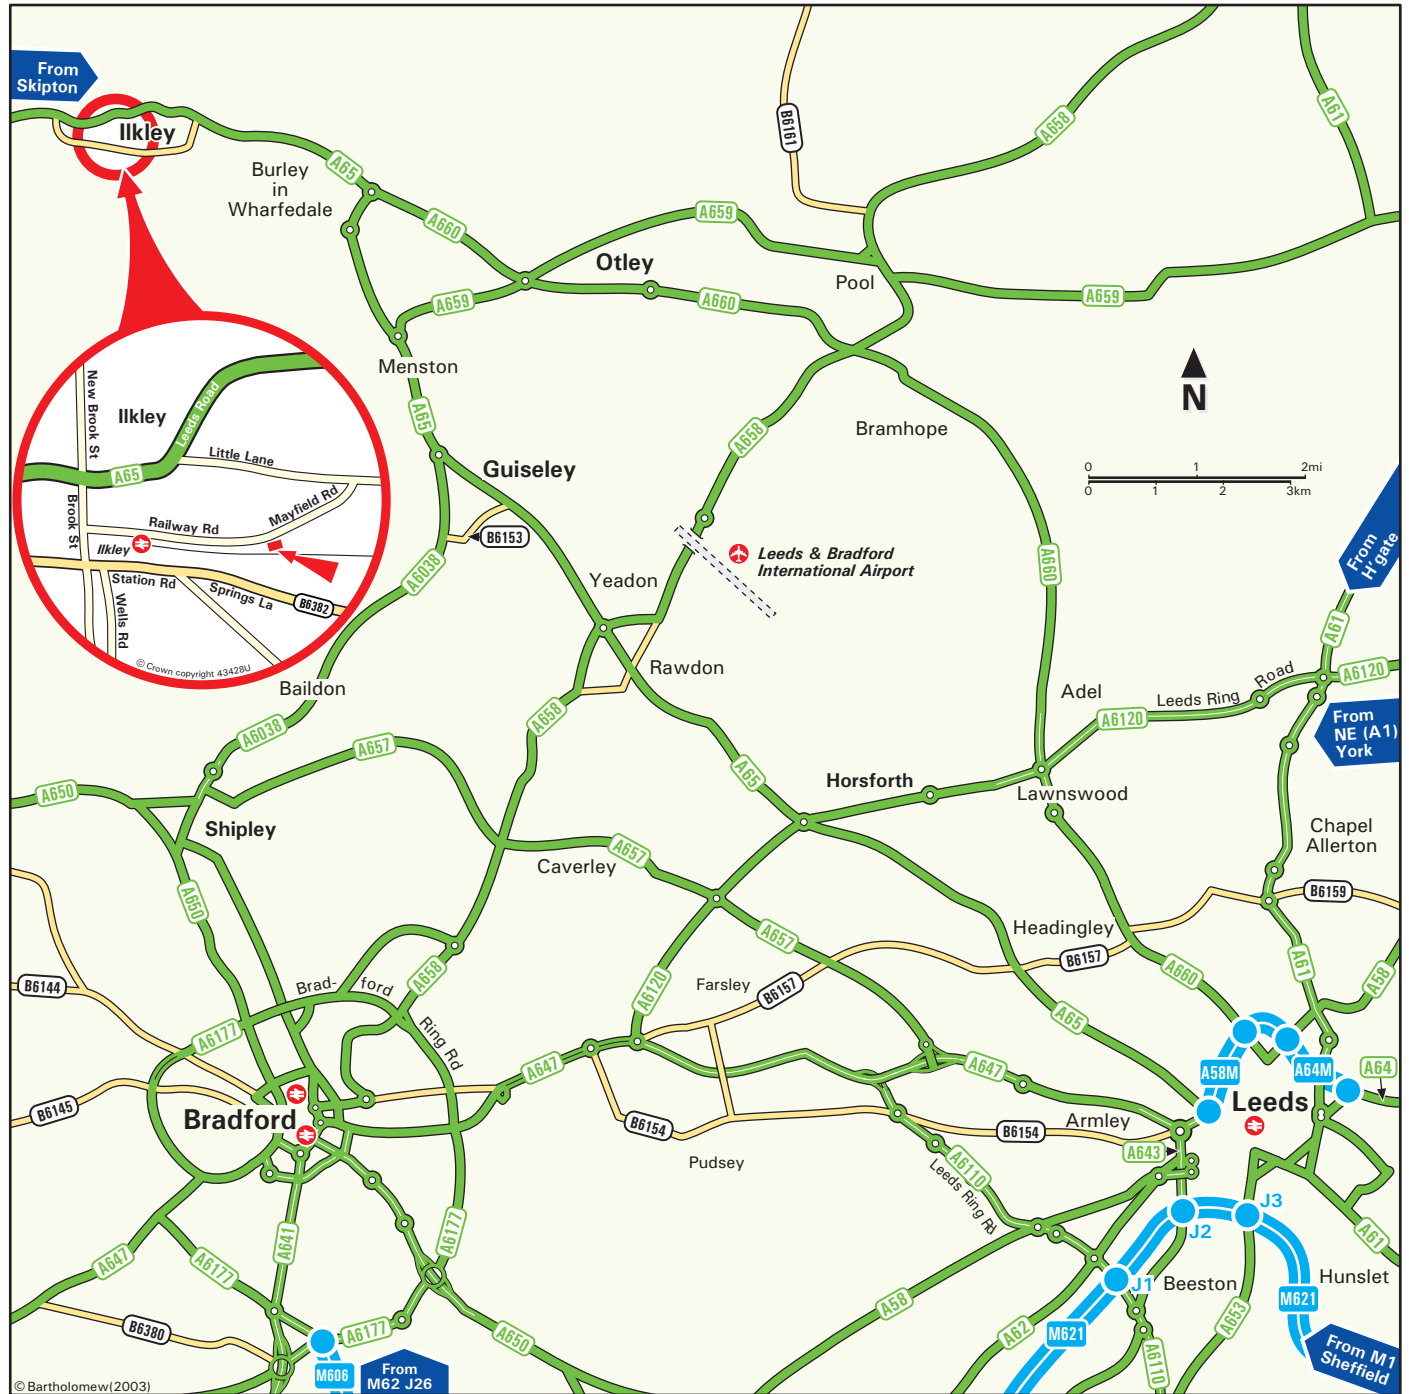 From
Skipton
Ilkley
B6161
A658
A61
Burley
in
Wharfedale
A65
A660
A659
Otley
Pool
A659
A660
A659
Menston
N
A65
A658
Bramhope
Guiseley
0 1 2mi
0 1 2 3km
B6153
A6038
Yeadon
Leeds & Bradford
International Airport
A660
From
H'gate
A61
New Brook St
Ilkley
Leeds Road
A65
Little Lane
Brook St
Railway Rd
Mayfield Rd
Ilkley
Station Rd
Springs La
B6382
Wells Rd
© Crown copyright 43428U
Baildon
Rawdon
Adel
Leeds Ring Road
A6120
A6120
From
NE (A1)
York
A658
A6038
A657
A65
Horsforth
Lawnswood
A650
Shipley
Caverley
A657
Chapel
Allerton
A650
B6159
Headingley
A657
B6157
A660
A61
A58
B6144
Brad-
ford
A658
A6120
Farsley
B6157
A65
A6177
Ring Rd
A647
A647
A58M
A64M
A64
B6145
Bradford
B6154
Leeds
Armley
B6154
A643
Pudsey
A6110
Leeds Ring Rd
J3
J2
A641
A6177
A61
A647
A6177
J1
Beeston
Hunslet
A58
M621
A653
B6380
A6177
A650
A62
M621
A6110
From M1
Sheffield
M606
From
M62 J26
© Bartholomew(2003)